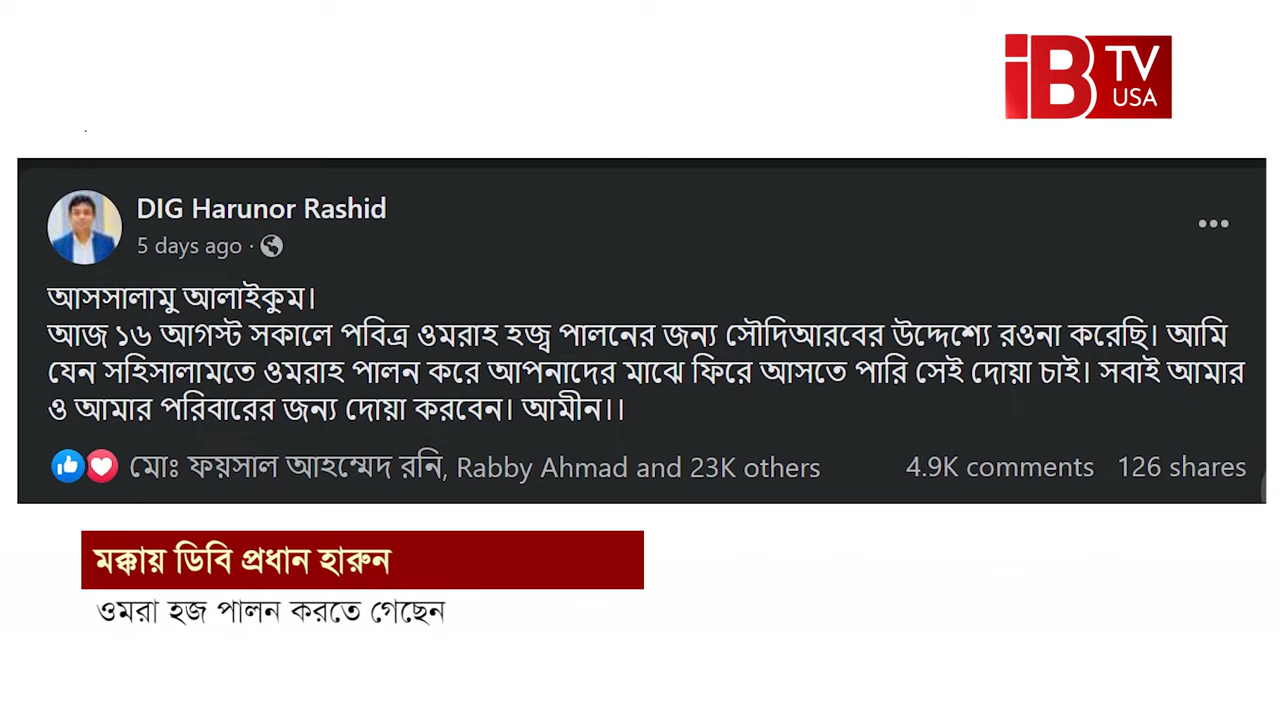 iB TV
USA
DIG Harunor Rashid
5 days ago ·
আসসালামু আলাইকুম।
আজ ১৬ আগস্ট সকালে পবিত্র ওমরাহ হজ্ব পালনের জন্য সৌদিআরবের উদ্দেশ্যে রওনা করেছি। আমি
যেন সহিসালামতে ওমরাহ পালন করে আপনাদের মাঝে ফিরে আসতে পারি সেই দোয়া চাই। সবাই আমার
ও আমার পরিবারের জন্য দোয়া করবেন। আমীন।।
মোঃ ফয়সাল আহম্মেদ রনি, Rabby Ahmad and 23K others 4.9K comments 126 shares
মক্কায় ডিবি প্রধান হারুন
ওমরা হজ পালন করতে গেছেন